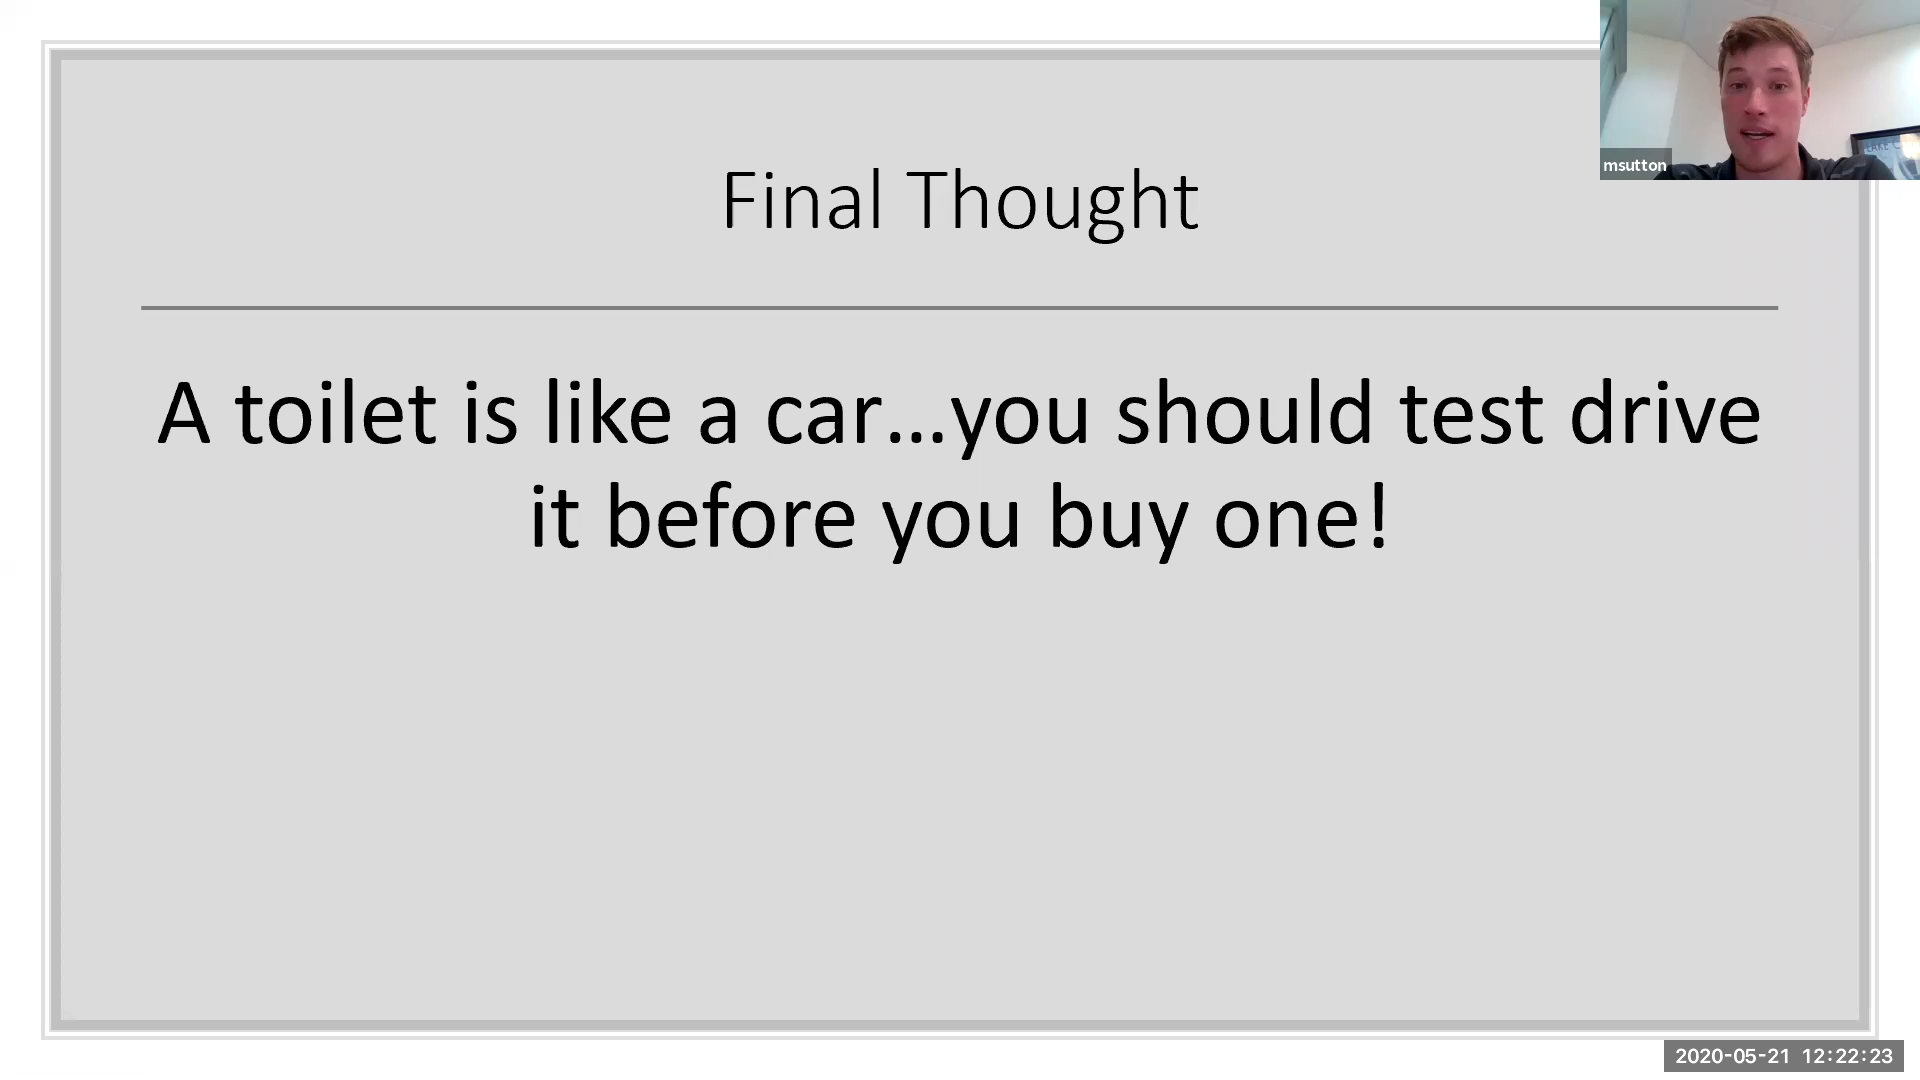 Final Thought
A toilet is like a car...you should test drive
it before you buy one!
msutton
2020-05-21 12:22:23